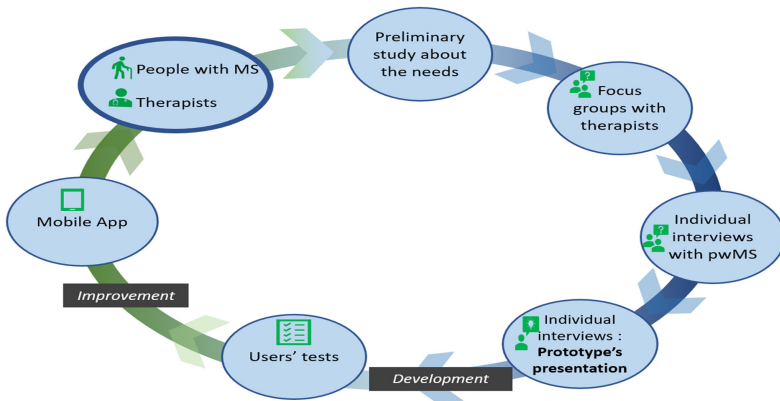 People with MS
Therapists
Preliminary
study about
the needs
?
Focus
groups with
therapists
?
Individual
interviews
with pwMS
Individual
interviews :
Prototype's
presentation
Development
Users' tests
Improvement
Mobile App